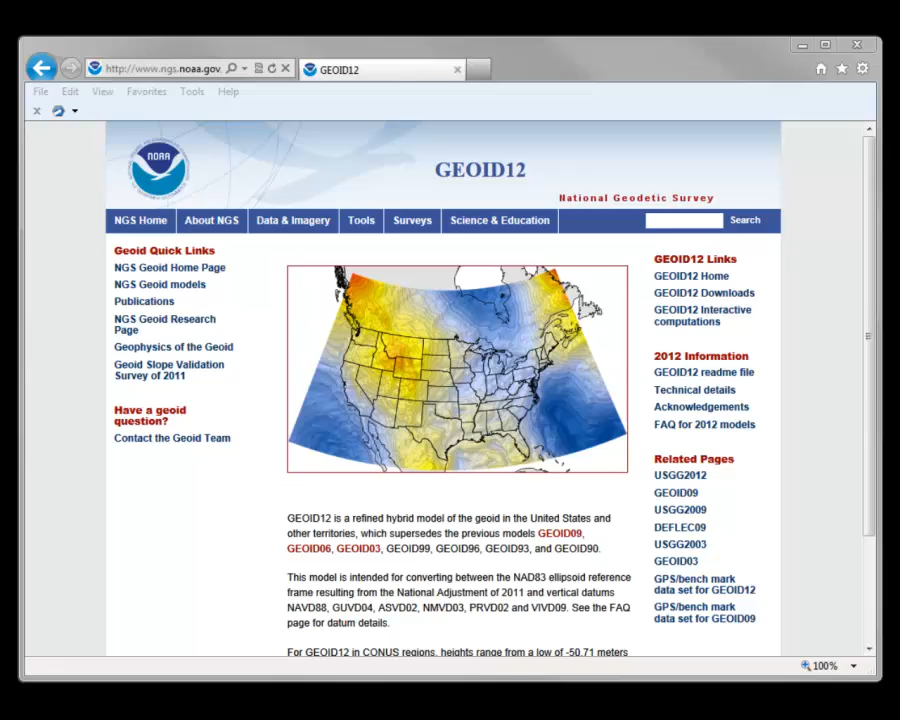 http://www.ngs.noaa.gov
GEOID12
File Edit View Favorites Tools Help
NOAA
GEOID12
National Geodetic Survey
NGS Home About NGS Data & Imagery Tools Surveys Science & Education Search
Geoid Quick Links
NGS Geoid Home Page
NGS Geoid models
Publications
NGS Geoid Research
Page
Geophysics of the Geoid
Geoid Slope Validation
Survey of 2011
Have a geoid
question?
Contact the Geoid Team
GEOID12 is a refined hybrid model of the geoid in the United States and
other territories, which supersedes the previous models GEOID09,
GEOID06, GEOID03, GEOID99, GEOID96, GEOID93, and GEOID90.
This model is intended for converting between the NAD83 ellipsoid reference
frame resulting from the National Adjustment of 2011 and vertical datums
NAVD88, GUVD04, ASVD02, NMVD03, PRVD02 and VIVD09. See the FAQ
page for datum details.
For GEOID12 in CONUS regions, heights range from a low of -50.71 meters
GEOID12 Links
GEOID12 Home
GEOID12 Downloads
GEOID12 Interactive
computations
2012 Information
GEOID12 readme file
Technical details
Acknowledgements
FAQ for 2012 models
Related Pages
USGG2012
GEOID09
USGG2009
DEFLEC09
USGG2003
GEOID03
GPS/bench mark
data set for GEOID12
GPS/bench mark
data set for GEOID09
100%